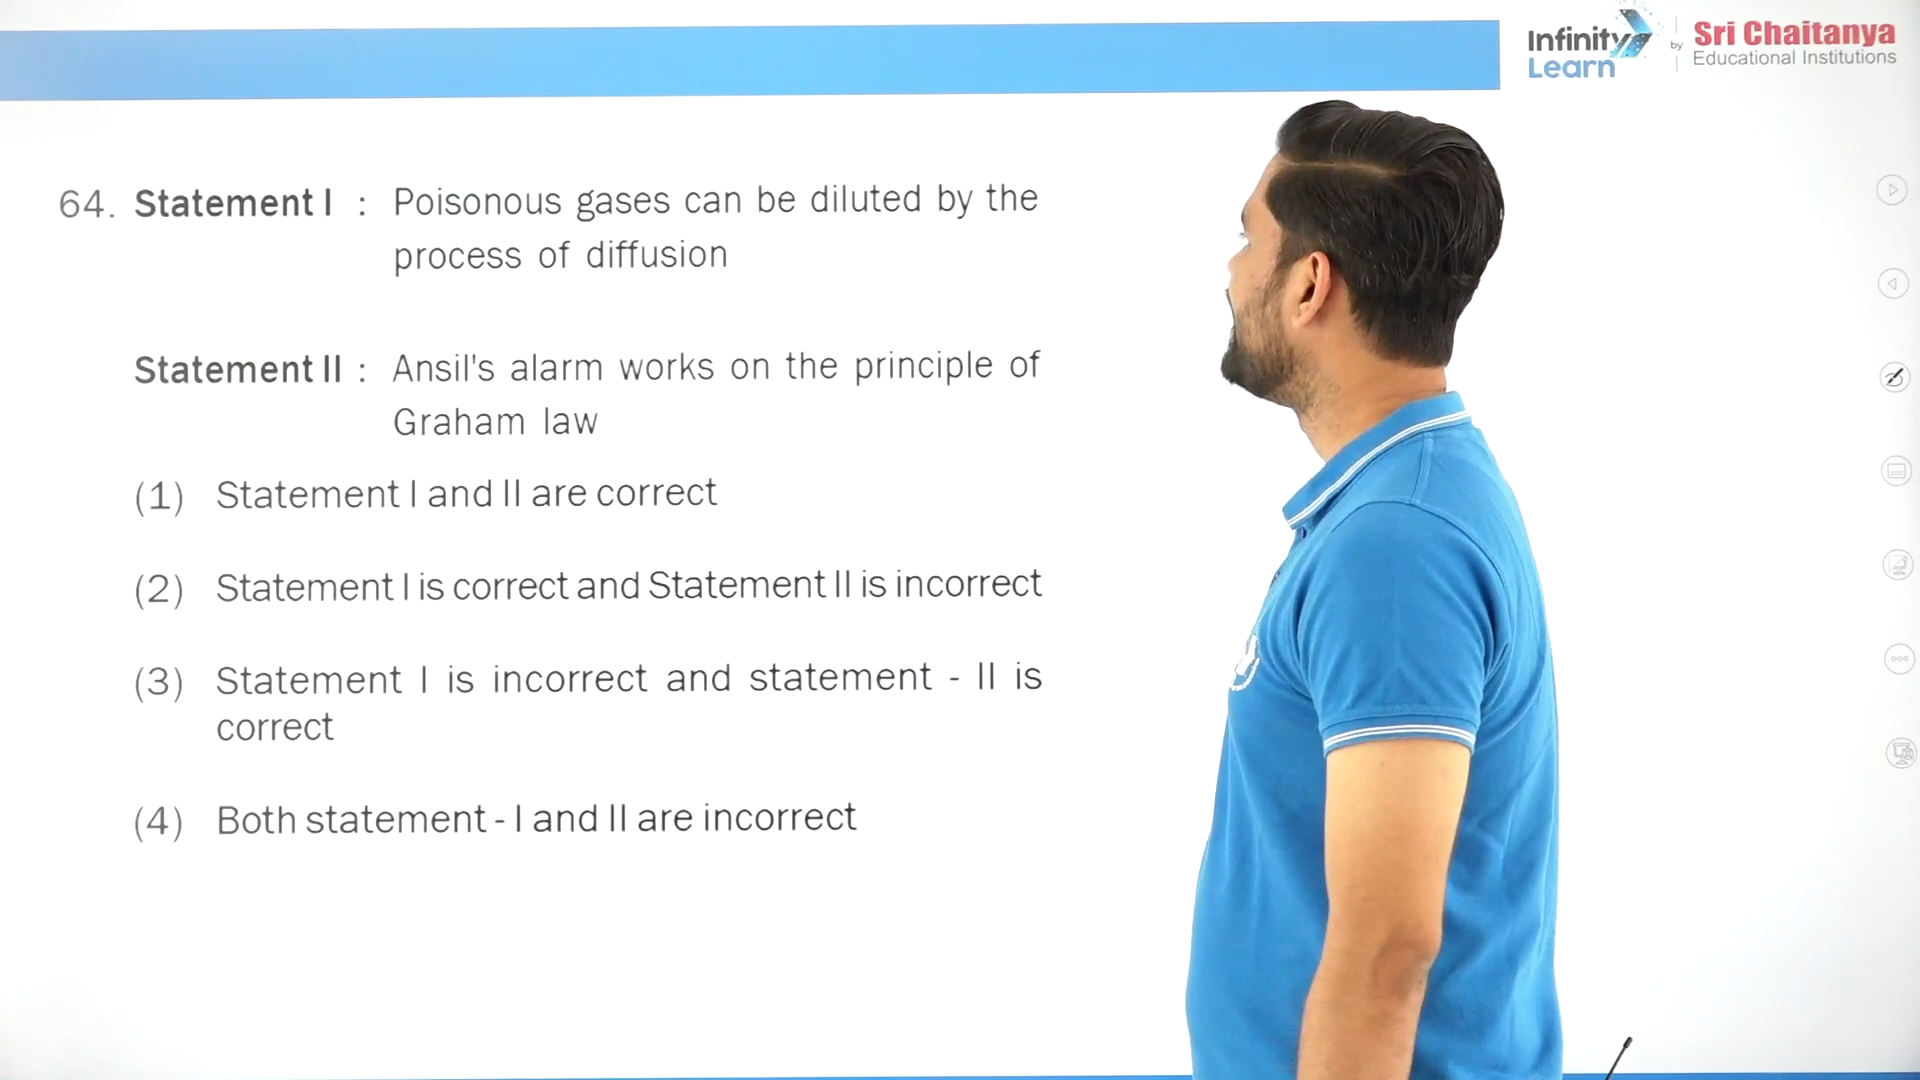 Infinity
Learn
by
Sri Chaitanya
Educational Institutions
64. Statement I : Poisonous gases can be diluted by the
process of diffusion
Statement II : Ansil's alarm works on the principle of
Graham law
(1) Statement I and II are correct
(2) Statement I is correct and Statement II is incorrect
(3) Statement I is incorrect and statement - II is
correct
(4) Both statement - I and II are incorrect